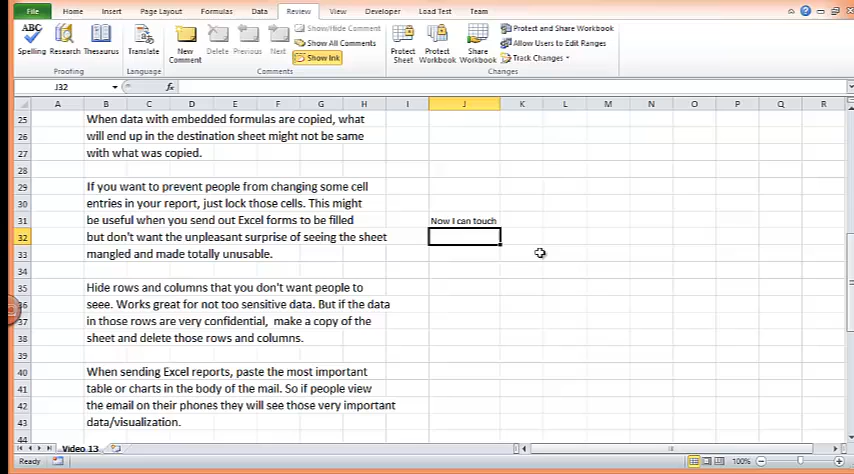 File Home Insert Page Layout Formulas Data Review View Developer Load Test Team
ABC
Spelling Research Thesaurus
Proofing
Translate
Language
New Comment
Delete Previous Next
Show/Hide Comment
Show All Comments
Show Ink
Comments
Protect Sheet
Protect Workbook
Share Workbook
Protect and Share Workbook
Allow Users to Edit Ranges
Track Changes
Changes
J32 fx
A B C D E F G H I J K L M N O P Q R
25 When data with embedded formulas are copied, what
26 will end up in the destination sheet might not be same
27 with what was copied.
28
29 If you want to prevent people from changing some cell
30 entries in your report, just lock those cells. This might
31 be useful when you send out Excel forms to be filled Now I can touch
32 but don't want the unpleasant surprise of seeing the sheet
33 mangled and made totally unusable.
34
35 Hide rows and columns that you don't want people to
36 seee. Works great for not too sensitive data. But if the data
37 in those rows are very confidential, make a copy of the
38 sheet and delete those rows and columns.
39
40 When sending Excel reports, paste the most important
41 table or charts in the body of the mail. So if people view
42 the email on their phones they will see those very important
43 data/visualization.
44
Video 13
Ready 100%